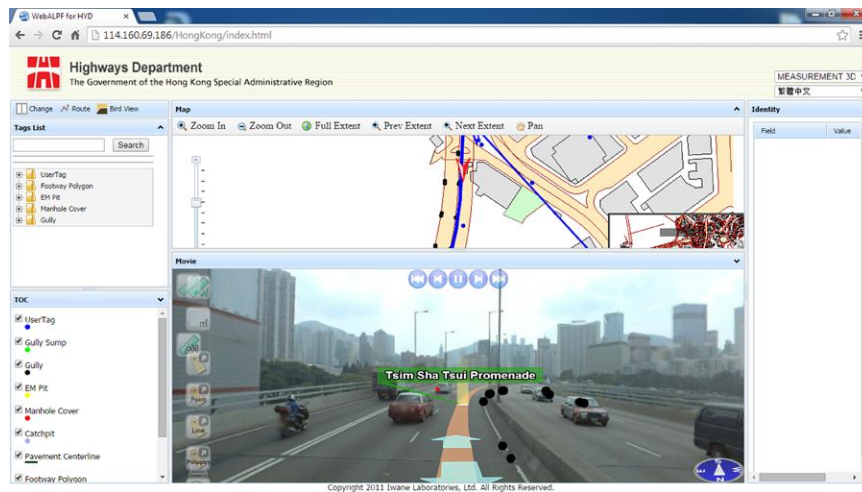 WebALPF for HYD
114.160.69.186/HongKong/index.html
Highways Department
The Government of the Hong Kong Special Administrative Region
MEASUREMENT 3D
繁體中文
Change Route Bird View
Tags List
Search
UserTag
Footway Polygon
EM Pit
Manhole Cover
Gully
TOC
UserTag
Gully Sump
Gully
EM Pit
Manhole Cover
Catchpit
Pavement Centerline
Footway Polygon
Map
Zoom In Zoom Out Full Extent Prev Extent Next Extent Pan
Movie
Tsim Sha Tsui Promenade
Point
Line
Polygon
N
Identity
Field Value
Copyright 2011 Iwane Laboratories, Ltd. All Rights Reserved.